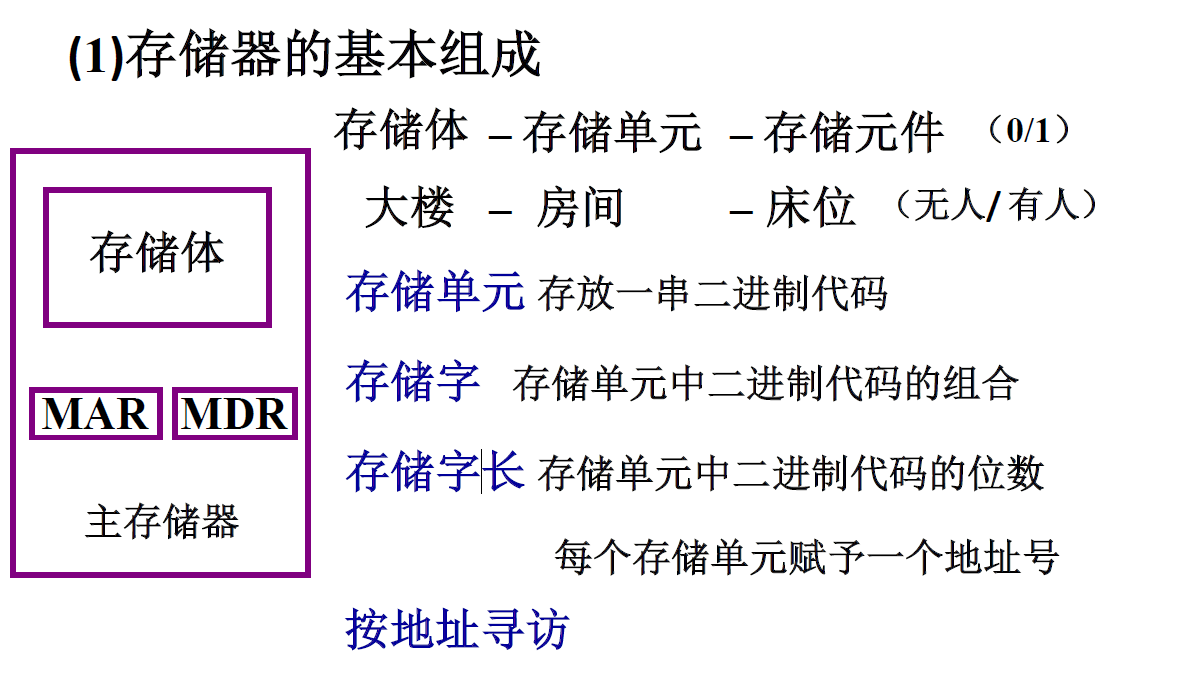 (1)存储器的基本组成
存储体 – 存储单元 – 存储元件 （0/1）
大楼 – 房间 – 床位 （无人/ 有人）
存储体
存储单元 存放一串二进制代码
存储字 存储单元中二进制代码的组合
MAR MDR
存储字长 存储单元中二进制代码的位数
主存储器
每个存储单元赋予一个地址号
按地址寻访